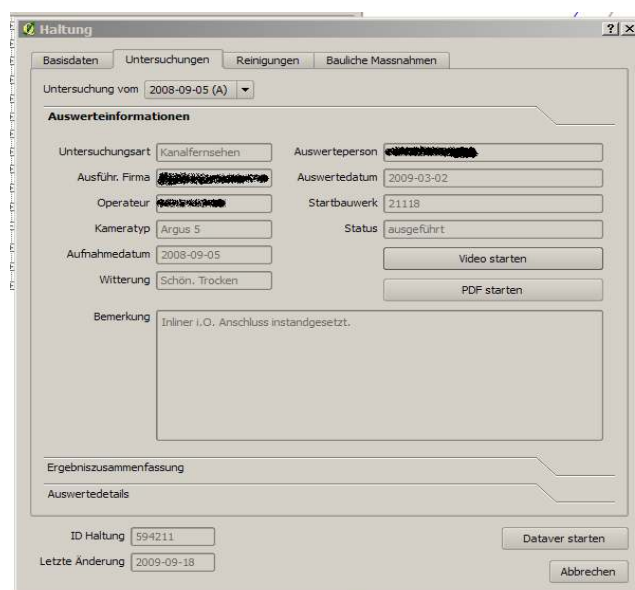 Haltung
Basisdaten Untersuchungen Reinigungen Bauliche Massnahmen
Untersuchung vom 2008-09-05 (A)
Auswerteinformationen
Untersuchungsart Kanalfernsehen Auswerteperson
Ausführ. Firma Auswertedatum 2009-03-02
Operateur Startbauwerk 21118
Kameratyp Argus 5 Status ausgeführt
Aufnahmedatum 2008-09-05 Video starten
Witterung Schön. Trocken PDF starten
Bemerkung Inliner i.O. Anschluss instandgesetzt.
Ergebniszusammenfassung
Auswertedetails
ID Haltung 594211 Dataver starten
Letzte Änderung 2009-09-18 Abbrechen